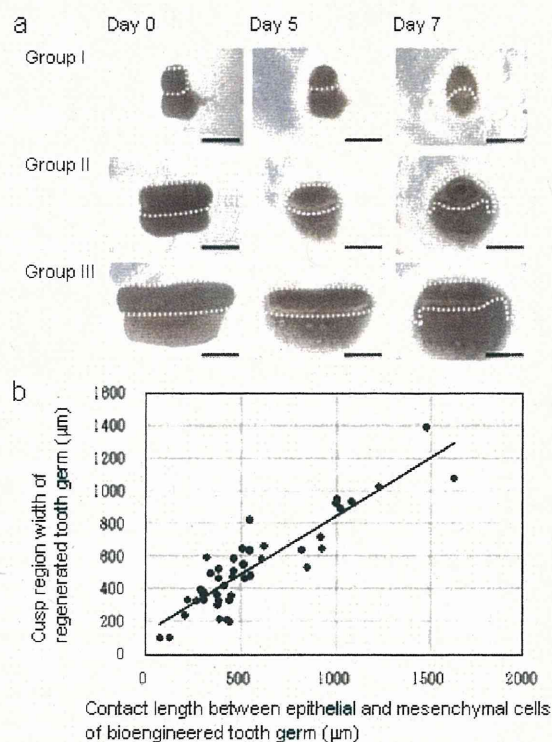 a
Day 0 Day 5 Day 7
Group I
Group II
Group III
b
1600
1400
1200
1000
800
600
400
200
0
Cusp region width of
regenerated tooth germ (μm)
0 500 1000 1500 2000
Contact length between epithelial and mesenchymal cells
of bioengineered tooth germ (μm)